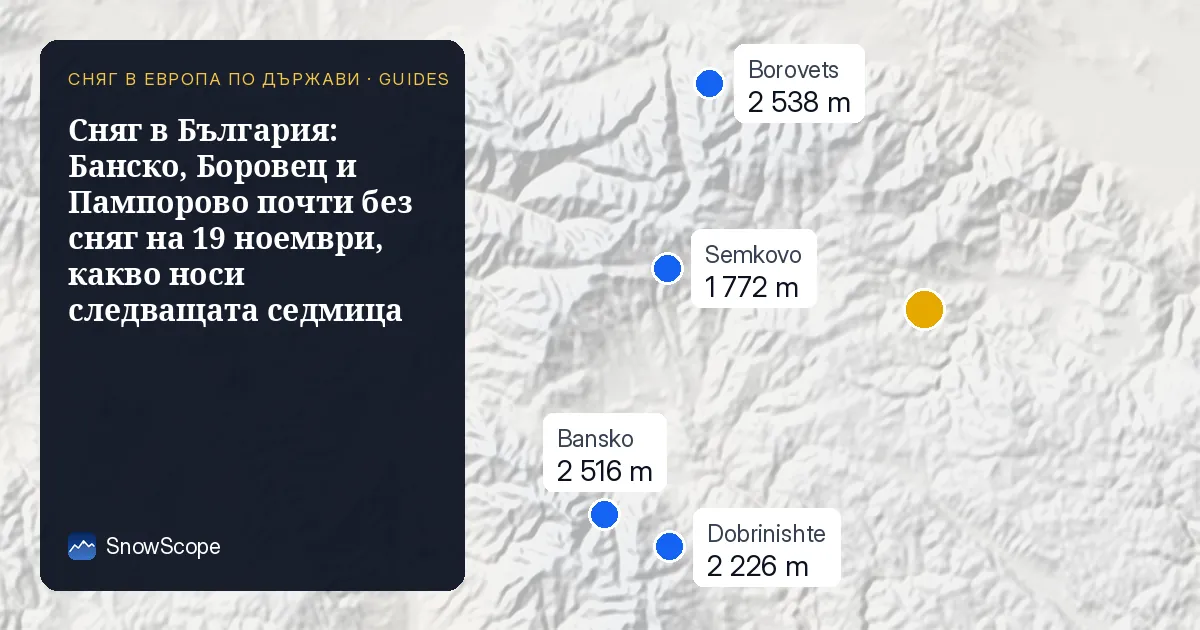 СНЯГ В ЕВРОПА ПО ДЪРЖАВИ · GUIDES
Сняг в България:
Банско, Боровец и
Пампорово почти без
сняг на 19 ноември,
какво носи
следващата седмица
SnowScope
Borovets
2 538 m
Semkovo
1 772 m
Bansko
2 516 m
Dobrinishte
2 226 m